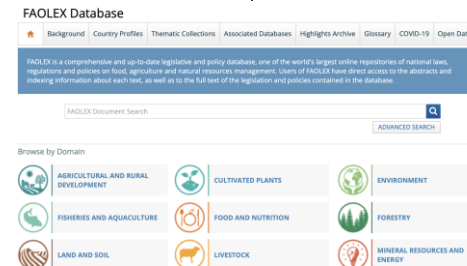 FAOLEX Database
Background Country Profiles Thematic Collections Associated Databases Highlights Archive Glossary COVID-19 Open Dat
FAOLEX is a comprehensive and up-to-date legislative and policy database, one of the world's largest online repositories of national laws,
regulations and policies on food, agriculture and natural resources management. Users of FAOLEX have direct access to the abstracts and
indexing information about each text, as well as to the full text of the legislation and policies contained in the database.
FAOLEX Document Search
ADVANCED SEARCH
Browse by Domain
AGRICULTURAL AND RURAL
DEVELOPMENT
CULTIVATED PLANTS
ENVIRONMENT
FISHERIES AND AQUACULTURE
FOOD AND NUTRITION
FORESTRY
LAND AND SOIL
LIVESTOCK
MINERAL RESOURCES AND
ENERGY